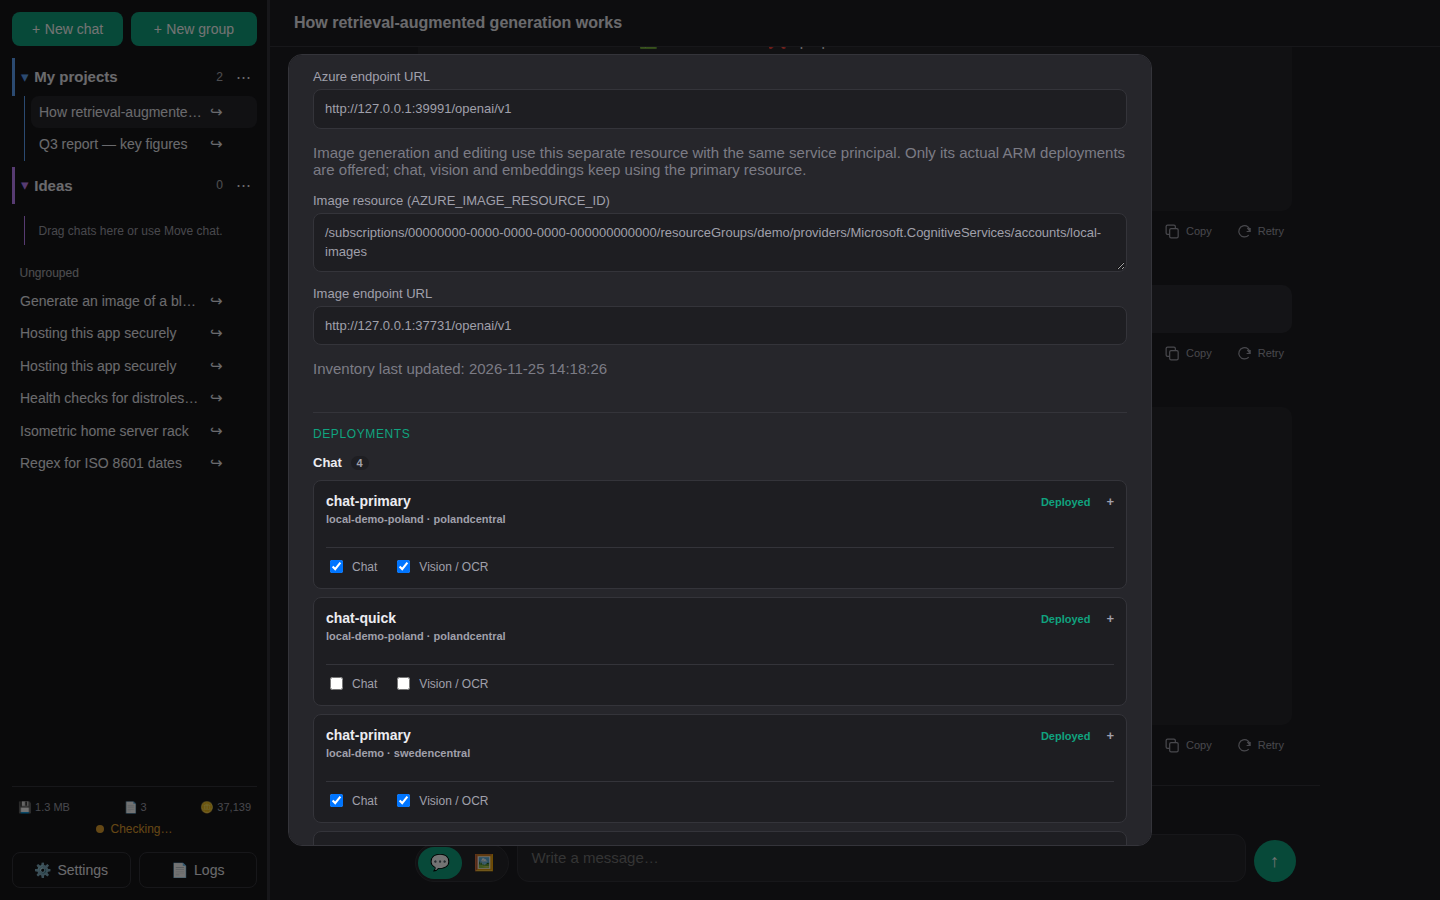 + New chat
+ New group
My projects
2
How retrieval-augmente…
Q3 report — key figures
Ideas
0
Drag chats here or use Move chat.
Ungrouped
Generate an image of a bl…
Hosting this app securely
Hosting this app securely
Health checks for distroles…
Isometric home server rack
Regex for ISO 8601 dates
1.3 MB
3
37,139
Checking…
Settings
Logs
How retrieval-augmented generation works
Azure endpoint URL
http://127.0.0.1:39991/openai/v1
Image generation and editing use this separate resource with the same service principal. Only its actual ARM deployments
are offered; chat, vision and embeddings keep using the primary resource.
Image resource (AZURE_IMAGE_RESOURCE_ID)
/subscriptions/00000000-0000-0000-0000-000000000000/resourceGroups/demo/providers/Microsoft.CognitiveServices/accounts/local-
images
Image endpoint URL
http://127.0.0.1:37731/openai/v1
Inventory last updated: 2026-11-25 14:18:26
DEPLOYMENTS
Chat 4
chat-primary
Deployed +
local-demo-poland · polandcentral
Chat Vision / OCR
chat-quick
Deployed +
local-demo-poland · polandcentral
Chat Vision / OCR
chat-primary
Deployed +
local-demo · swedencentral
Chat Vision / OCR
Copy Retry
Copy Retry
Copy Retry
Write a message…